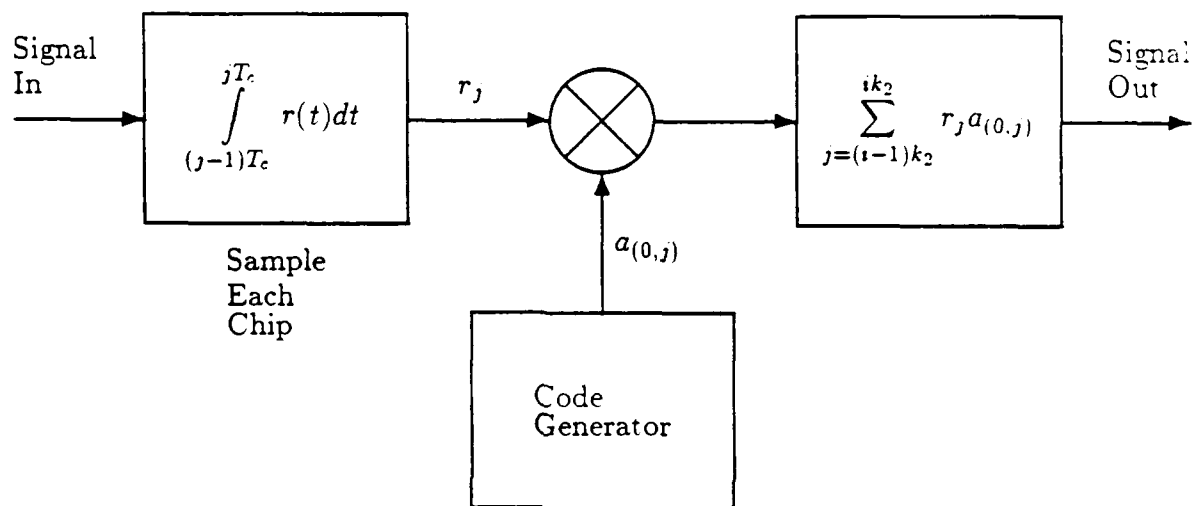 Signal
In
jT_c
∫ r(t)dt
(j−1)T_c
Sample
Each
Chip
r_j
a_(0,j)
Code
Generator
ik_2
∑ r_j a_(0,j)
j=(i−1)k_2
Signal
Out